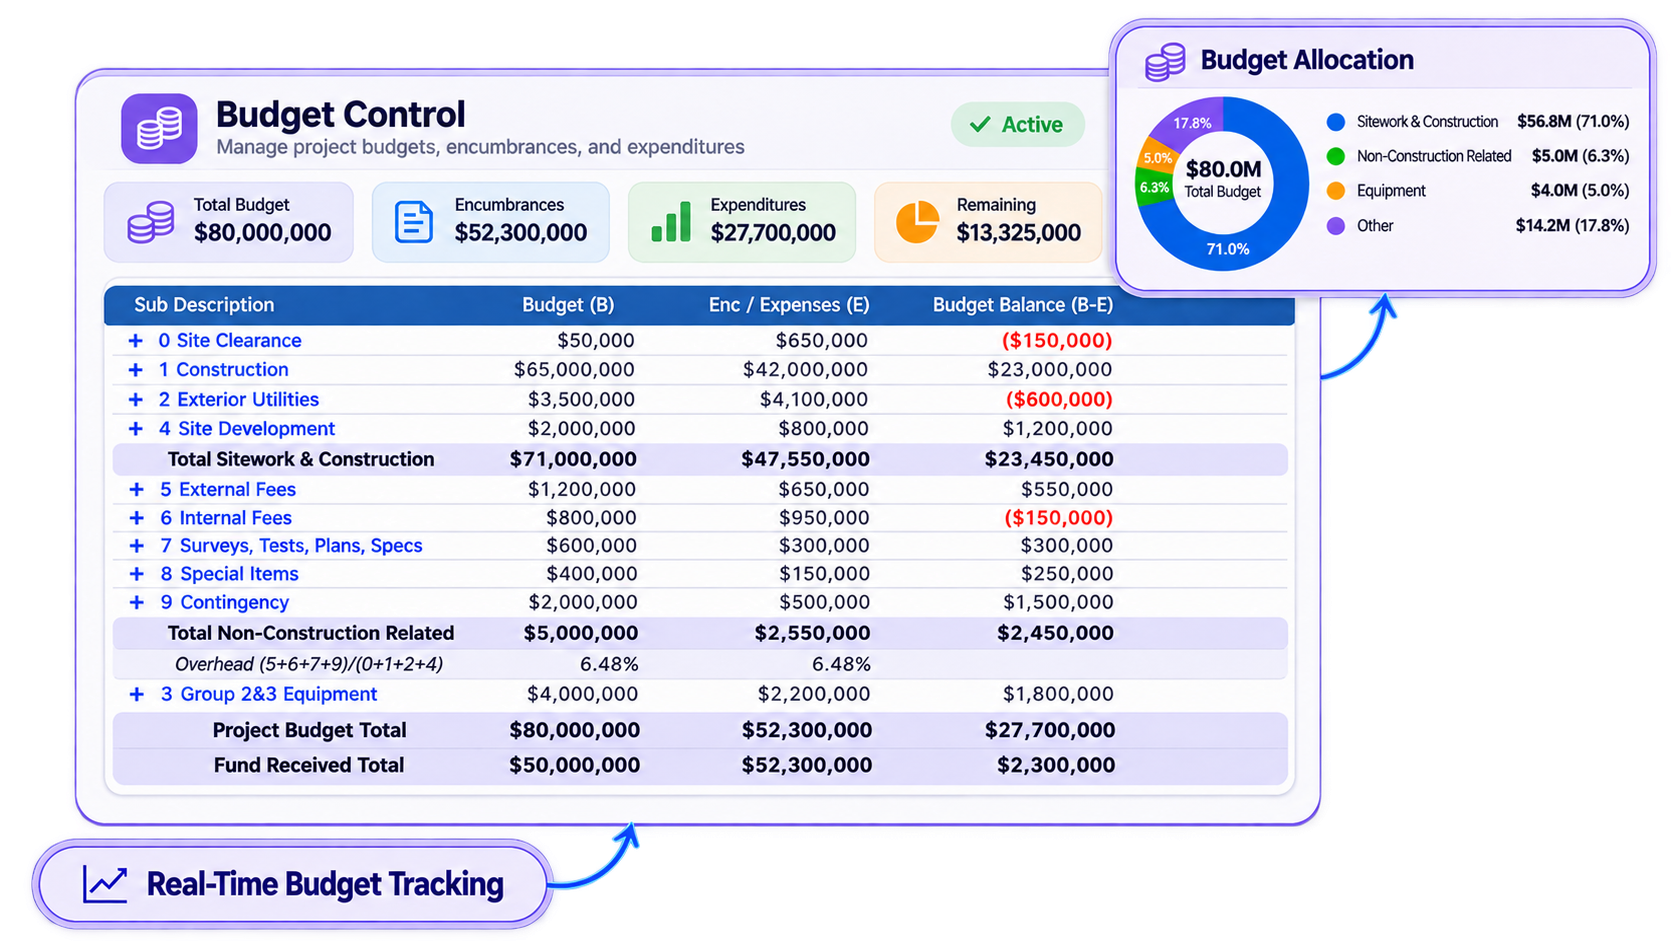 Budget Control
Manage project budgets, encumbrances, and expenditures
Active
Total Budget
$80,000,000
Encumbrances
$52,300,000
Expenditures
$27,700,000
Remaining
$13,325,000
Budget Allocation
17.8%
5.0%
6.3%
71.0%
$80.0M
Total Budget
Sitework & Construction $56.8M (71.0%)
Non-Construction Related $5.0M (6.3%)
Equipment $4.0M (5.0%)
Other $14.2M (17.8%)
Sub Description Budget (B) Enc / Expenses (E) Budget Balance (B-E)
+ 0 Site Clearance $50,000 $650,000 ($150,000)
+ 1 Construction $65,000,000 $42,000,000 $23,000,000
+ 2 Exterior Utilities $3,500,000 $4,100,000 ($600,000)
+ 4 Site Development $2,000,000 $800,000 $1,200,000
Total Sitework & Construction $71,000,000 $47,550,000 $23,450,000
+ 5 External Fees $1,200,000 $650,000 $550,000
+ 6 Internal Fees $800,000 $950,000 ($150,000)
+ 7 Surveys, Tests, Plans, Specs $600,000 $300,000 $300,000
+ 8 Special Items $400,000 $150,000 $250,000
+ 9 Contingency $2,000,000 $500,000 $1,500,000
Total Non-Construction Related $5,000,000 $2,550,000 $2,450,000
Overhead (5+6+7+9)/(0+1+2+4) 6.48% 6.48%
+ 3 Group 2&3 Equipment $4,000,000 $2,200,000 $1,800,000
Project Budget Total $80,000,000 $52,300,000 $27,700,000
Fund Received Total $50,000,000 $52,300,000 $2,300,000
Real-Time Budget Tracking